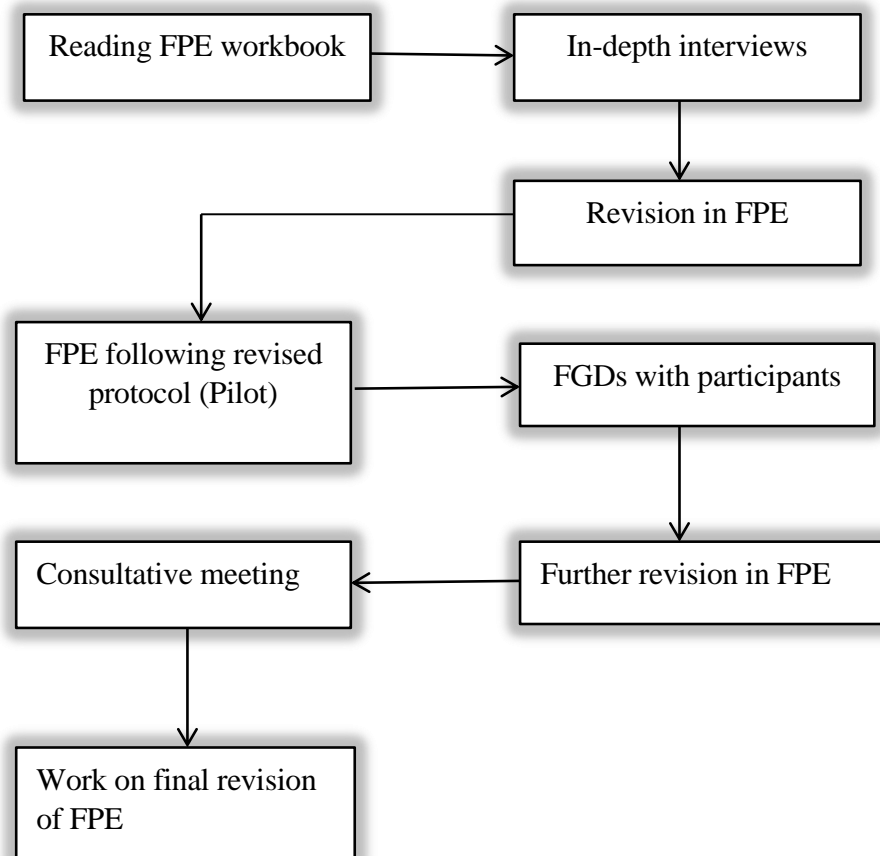 Reading FPE workbook
In-depth interviews
Revision in FPE
FPE following revised
protocol (Pilot)
FGDs with participants
Consultative meeting
Further revision in FPE
Work on final revision
of FPE